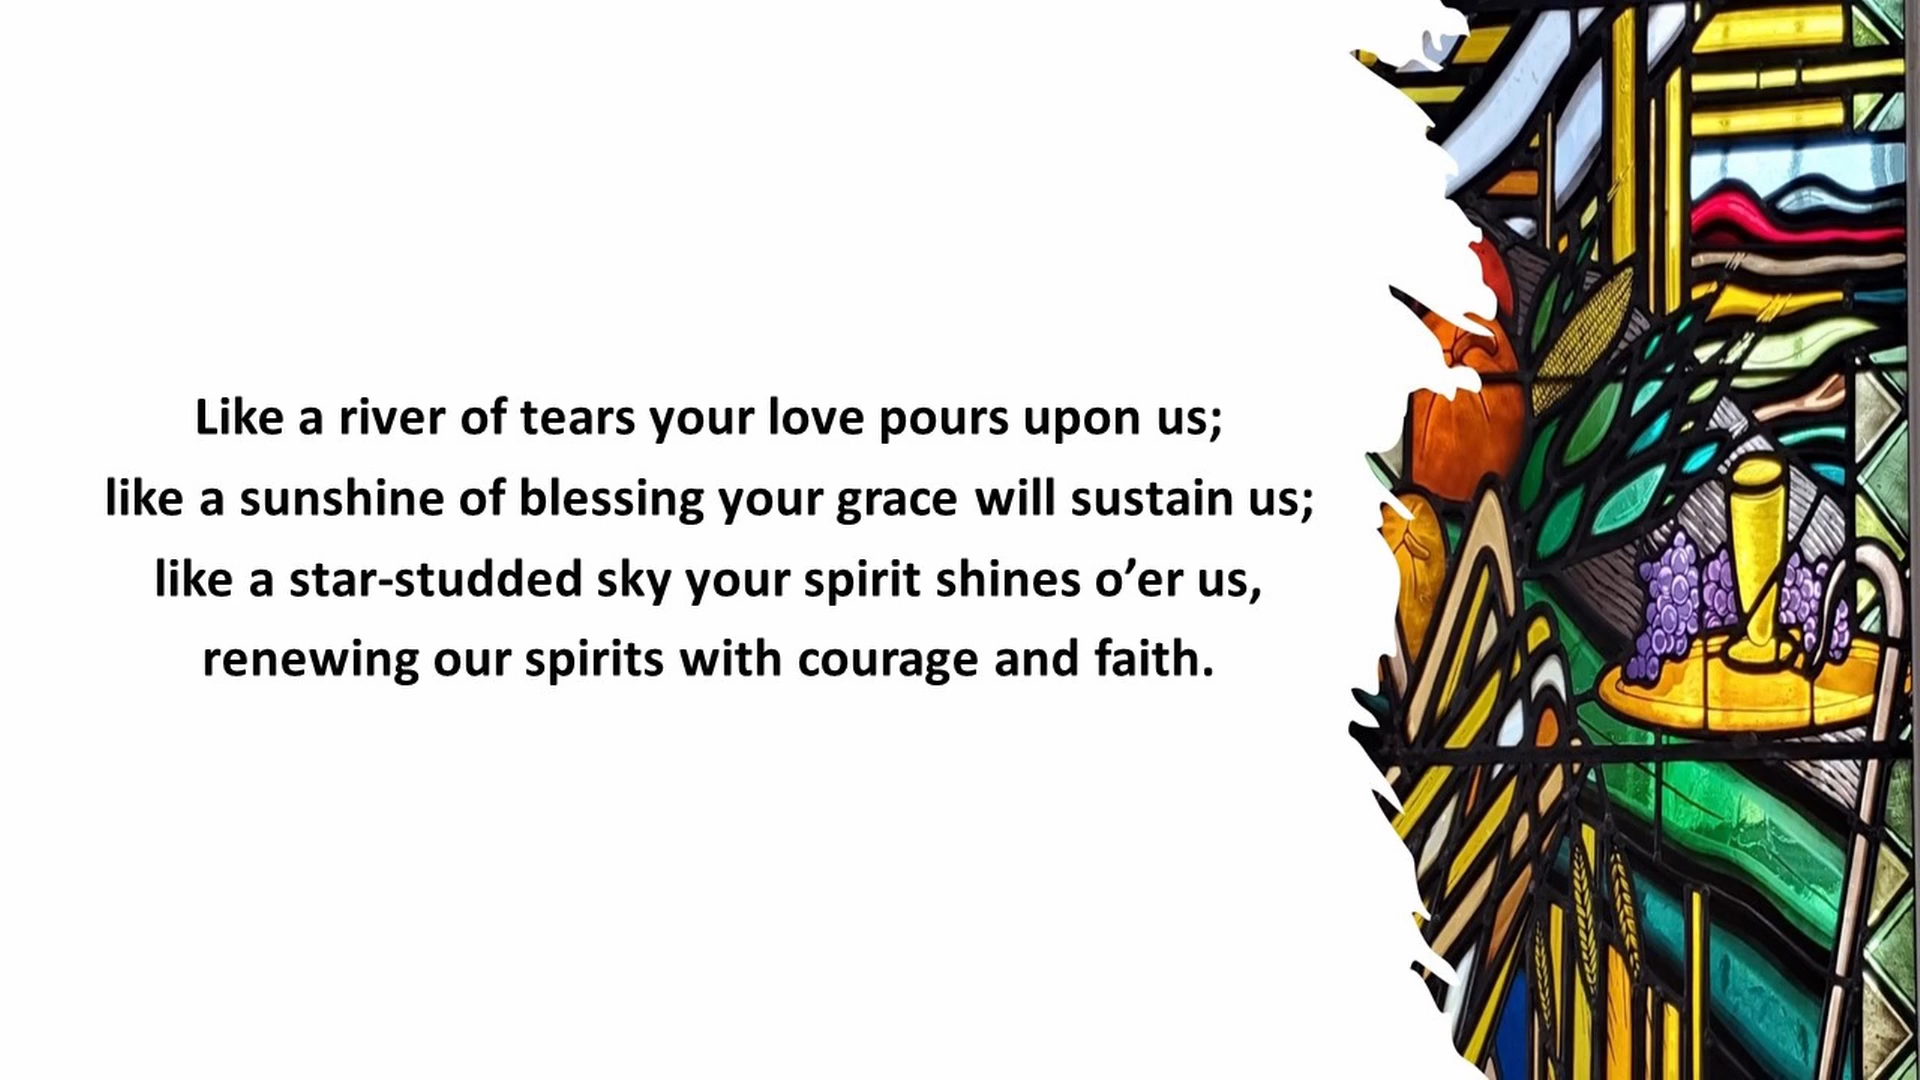 Like a river of tears your love pours upon us;
like a sunshine of blessing your grace will sustain us;
like a star-studded sky your spirit shines o’er us,
renewing our spirits with courage and faith.